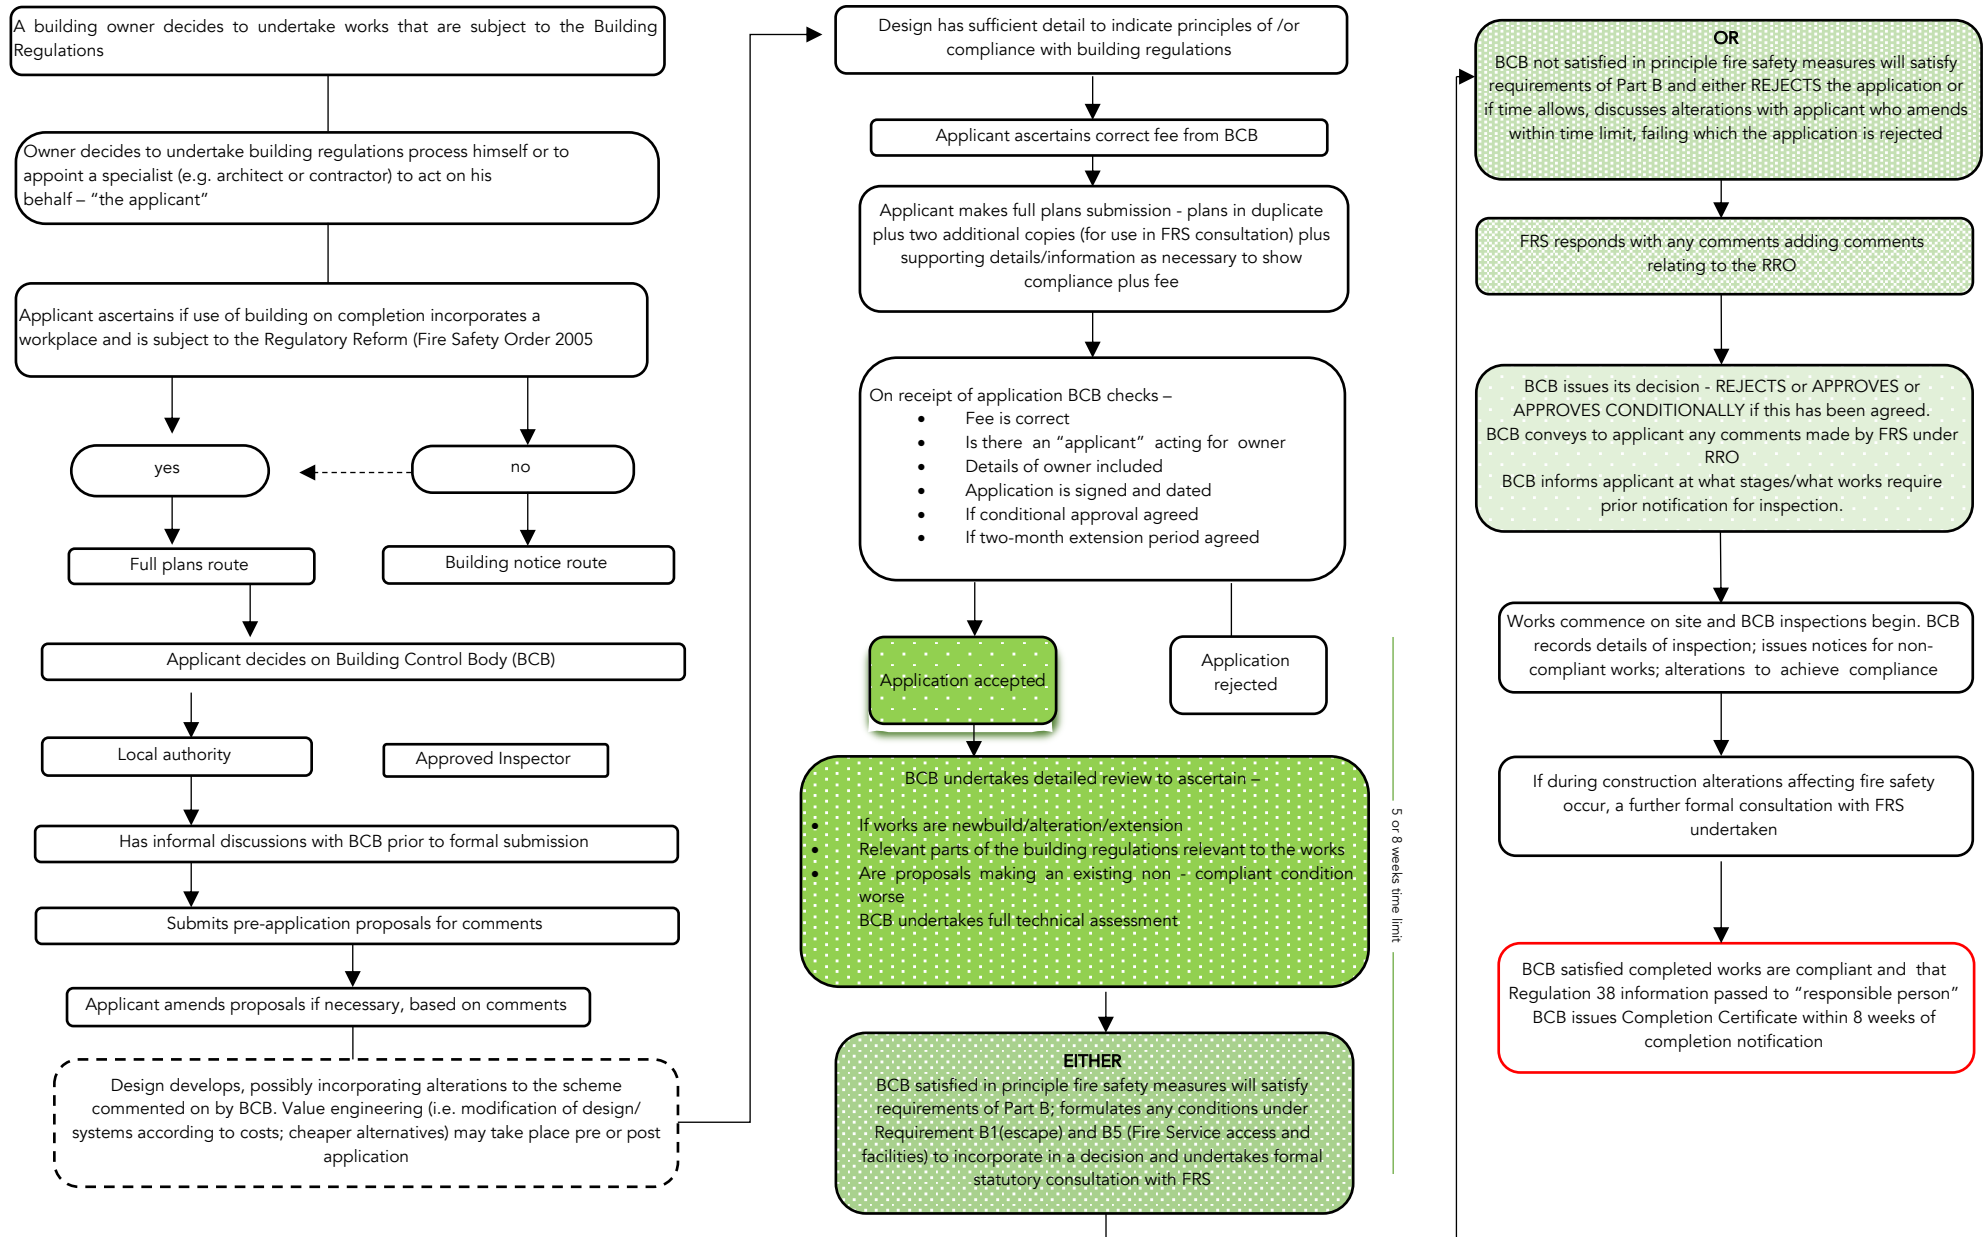 A building owner decides to undertake works that are subject to the Building
Regulations
Owner decides to undertake building regulations process himself or to
appoint a specialist (e.g. architect or contractor) to act on his
behalf – “the applicant”
Applicant ascertains if use of building on completion incorporates a
workplace and is subject to the Regulatory Reform (Fire Safety Order 2005
yes
no
Full plans route
Building notice route
Applicant decides on Building Control Body (BCB)
Local authority
Approved Inspector
Has informal discussions with BCB prior to formal submission
Submits pre-application proposals for comments
Applicant amends proposals if necessary, based on comments
Design develops, possibly incorporating alterations to the scheme
commented on by BCB. Value engineering (i.e. modification of design/
systems according to costs; cheaper alternatives) may take place pre or post
application
Design has sufficient detail to indicate principles of /or
compliance with building regulations
Applicant ascertains correct fee from BCB
Applicant makes full plans submission - plans in duplicate
plus two additional copies (for use in FRS consultation) plus
supporting details/information as necessary to show
compliance plus fee
On receipt of application BCB checks –
• Fee is correct
• Is there an “applicant” acting for owner
• Details of owner included
• Application is signed and dated
• If conditional approval agreed
• If two-month extension period agreed
Application accepted
Application
rejected
BCB undertakes detailed review to ascertain –
• If works are newbuild/alteration/extension
• Relevant parts of the building regulations relevant to the works
• Are proposals making an existing non - compliant condition
worse
BCB undertakes full technical assessment
5 or 8 weeks time limit
EITHER
BCB satisfied in principle fire safety measures will satisfy
requirements of Part B; formulates any conditions under
Requirement B1(escape) and B5 (Fire Service access and
facilities) to incorporate in a decision and undertakes formal
statutory consultation with FRS
OR
BCB not satisfied in principle fire safety measures will satisfy
requirements of Part B and either REJECTS the application or
if time allows, discusses alterations with applicant who amends
within time limit, failing which the application is rejected
FRS responds with any comments adding comments
relating to the RRO
BCB issues its decision - REJECTS or APPROVES or
APPROVES CONDITIONALLY if this has been agreed.
BCB conveys to applicant any comments made by FRS under
RRO
BCB informs applicant at what stages/what works require
prior notification for inspection.
Works commence on site and BCB inspections begin. BCB
records details of inspection; issues notices for non-
compliant works; alterations to achieve compliance
If during construction alterations affecting fire safety
occur, a further formal consultation with FRS
undertaken
BCB satisfied completed works are compliant and that
Regulation 38 information passed to “responsible person”
BCB issues Completion Certificate within 8 weeks of
completion notification